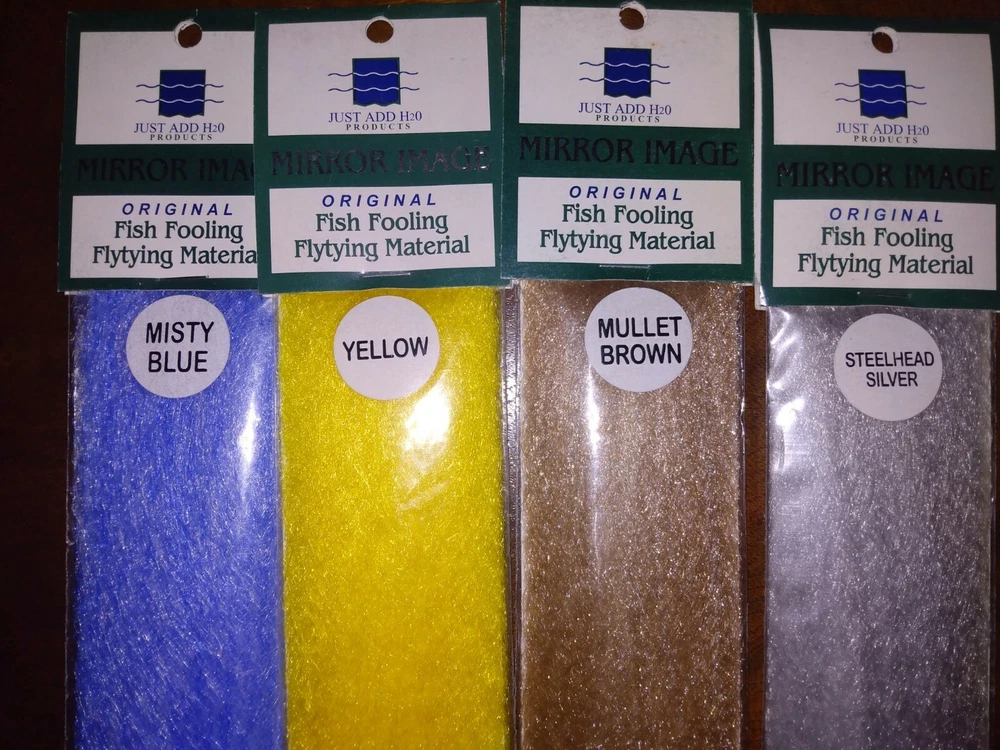 JUST ADD H2O
PRODUCTS
MIRROR IMA
ORIGINAL
Fish Fooling
Flytying Materia
MISTY
BLUE
JUST ADD H2O
PRODUCTS
MIRROR IMAGE
ORIGINAL
Fish Fooling
Flytying Material
YELLOW
JUST ADD H2O
PRODUCTS
MIRROR IMAGE
ORIGINAL
Fish Fooling
Flytying Material
MULLET
BROWN
JUST ADD H2O
PRODUCTS
MIRROR IMAGE
ORIGINAL
Fish Fooling
Flytying Material
STEELHEAD
SILVER